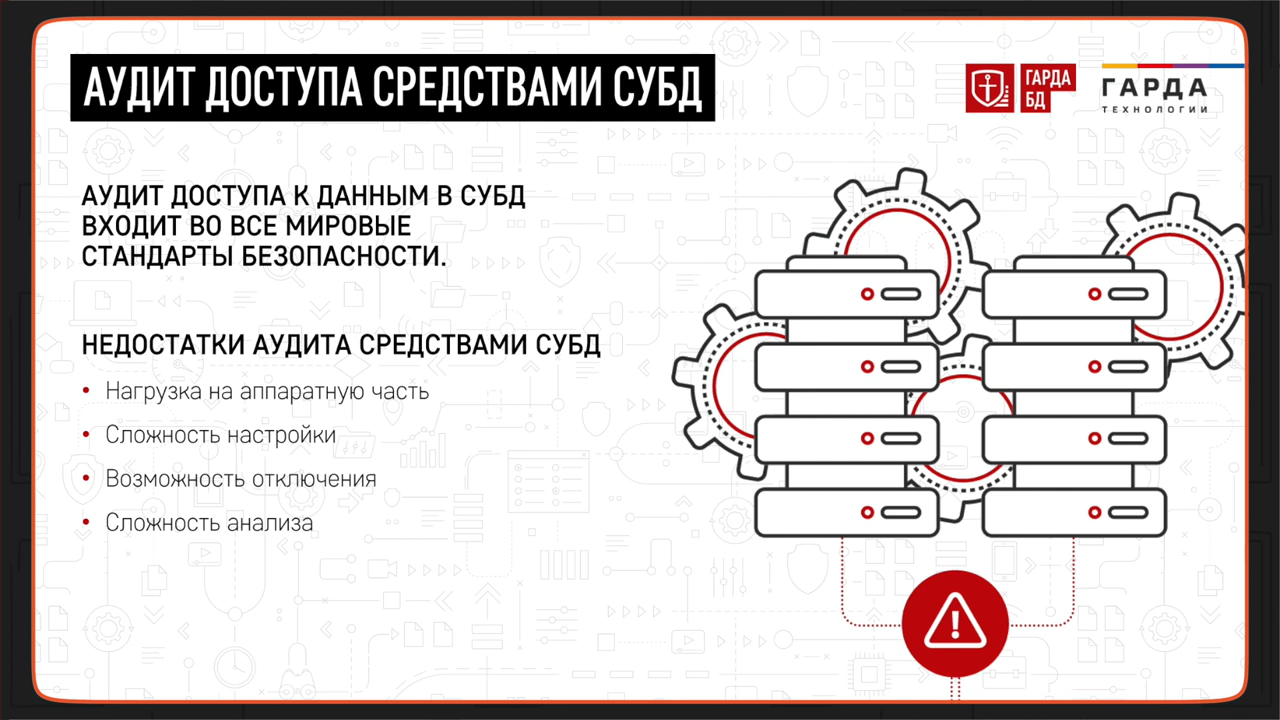 АУДИТ ДОСТУПА СРЕДСТВАМИ СУБД
ГАРДА
БД
ГАРДА
ТЕХНОЛОГИИ
АУДИТ ДОСТУПА К ДАННЫМ В СУБД
ВХОДИТ ВО ВСЕ МИРОВЫЕ
СТАНДАРТЫ БЕЗОПАСНОСТИ.
НЕДОСТАТКИ АУДИТА СРЕДСТВАМИ СУБД
• Нагрузка на аппаратную часть
• Сложность настройки
• Возможность отключения
• Сложность анализа